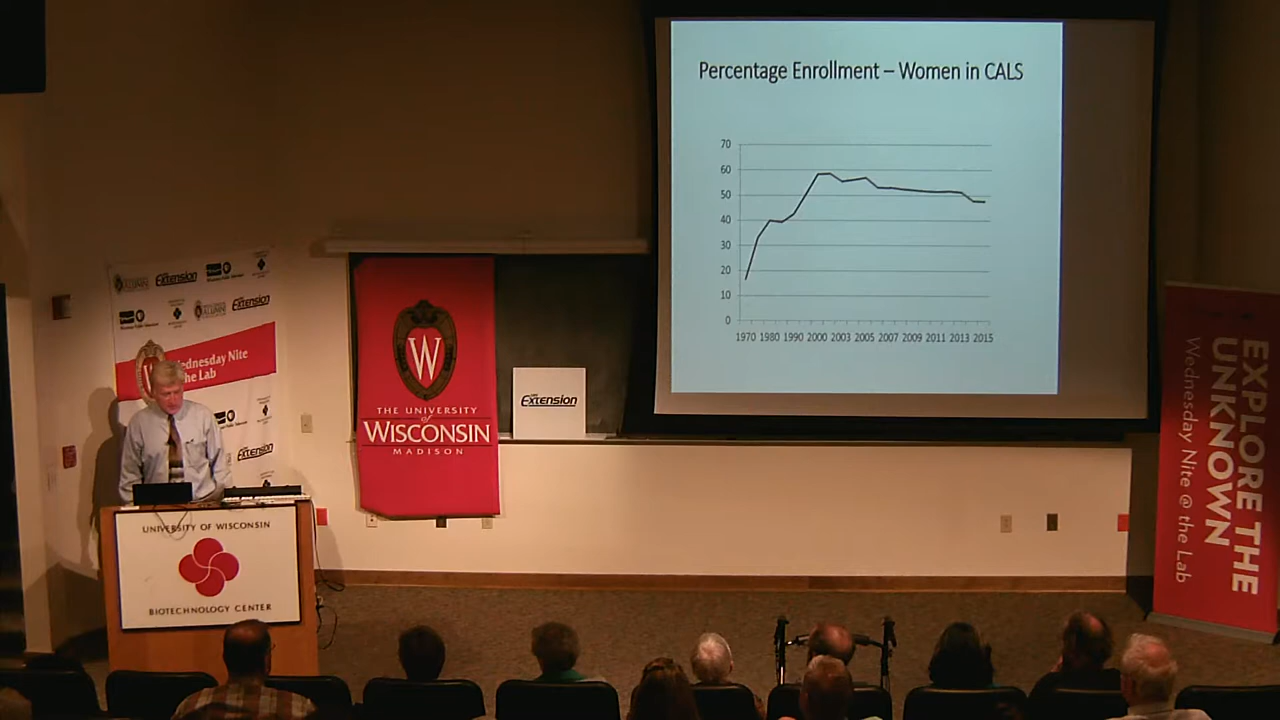 Percentage Enrollment – Women in CALS
70
60
50
40
30
20
10
0
1970 1980 1990 2000 2003 2005 2007 2009 2011 2013 2015
Extension
Extension
Wednesday Nite
the Lab
Extension
W
THE UNIVERSITY
of
WISCONSIN
MADISON
Extension
UNIVERSITY OF WISCONSIN
BIOTECHNOLOGY CENTER
EXPLORE THE
UNKNOWN
Wednesday Nite @ the Lab